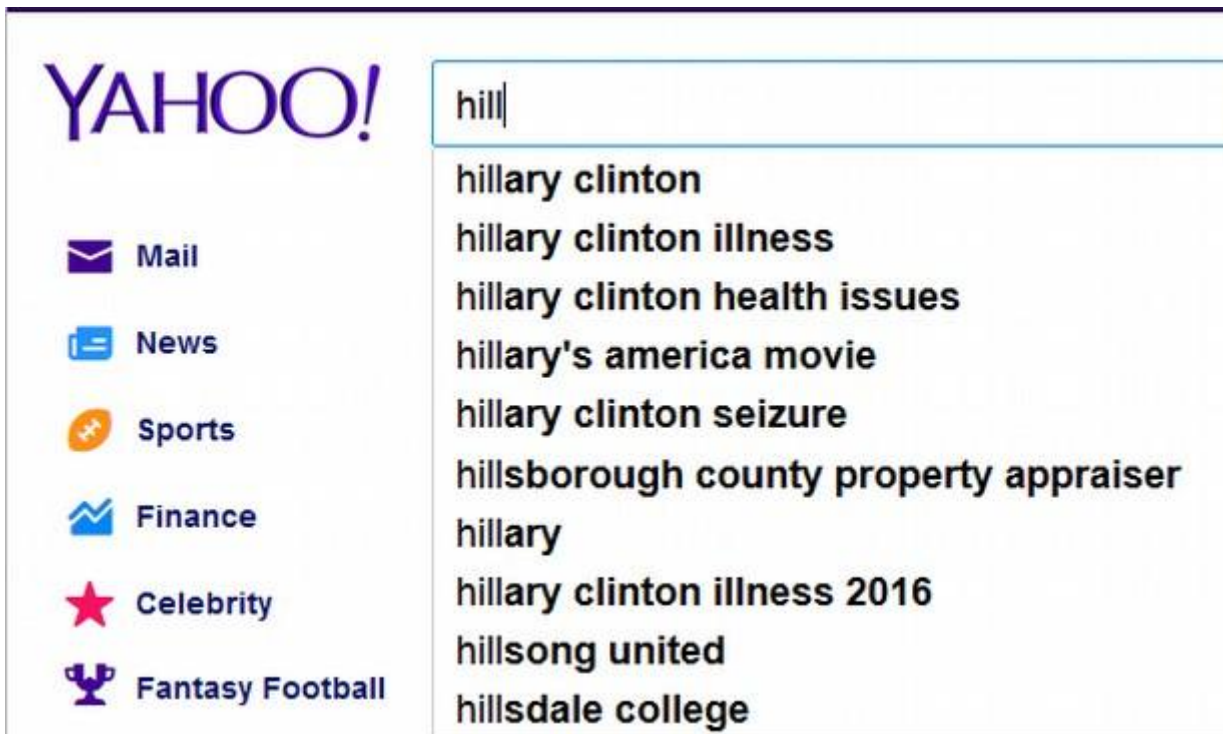 YAHOO!
hill
hillary clinton
hillary clinton illness
hillary clinton health issues
hillary's america movie
hillary clinton seizure
hillsborough county property appraiser
hillary
hillary clinton illness 2016
hillsong united
hillsdale college
Mail
News
Sports
Finance
Celebrity
Fantasy Football